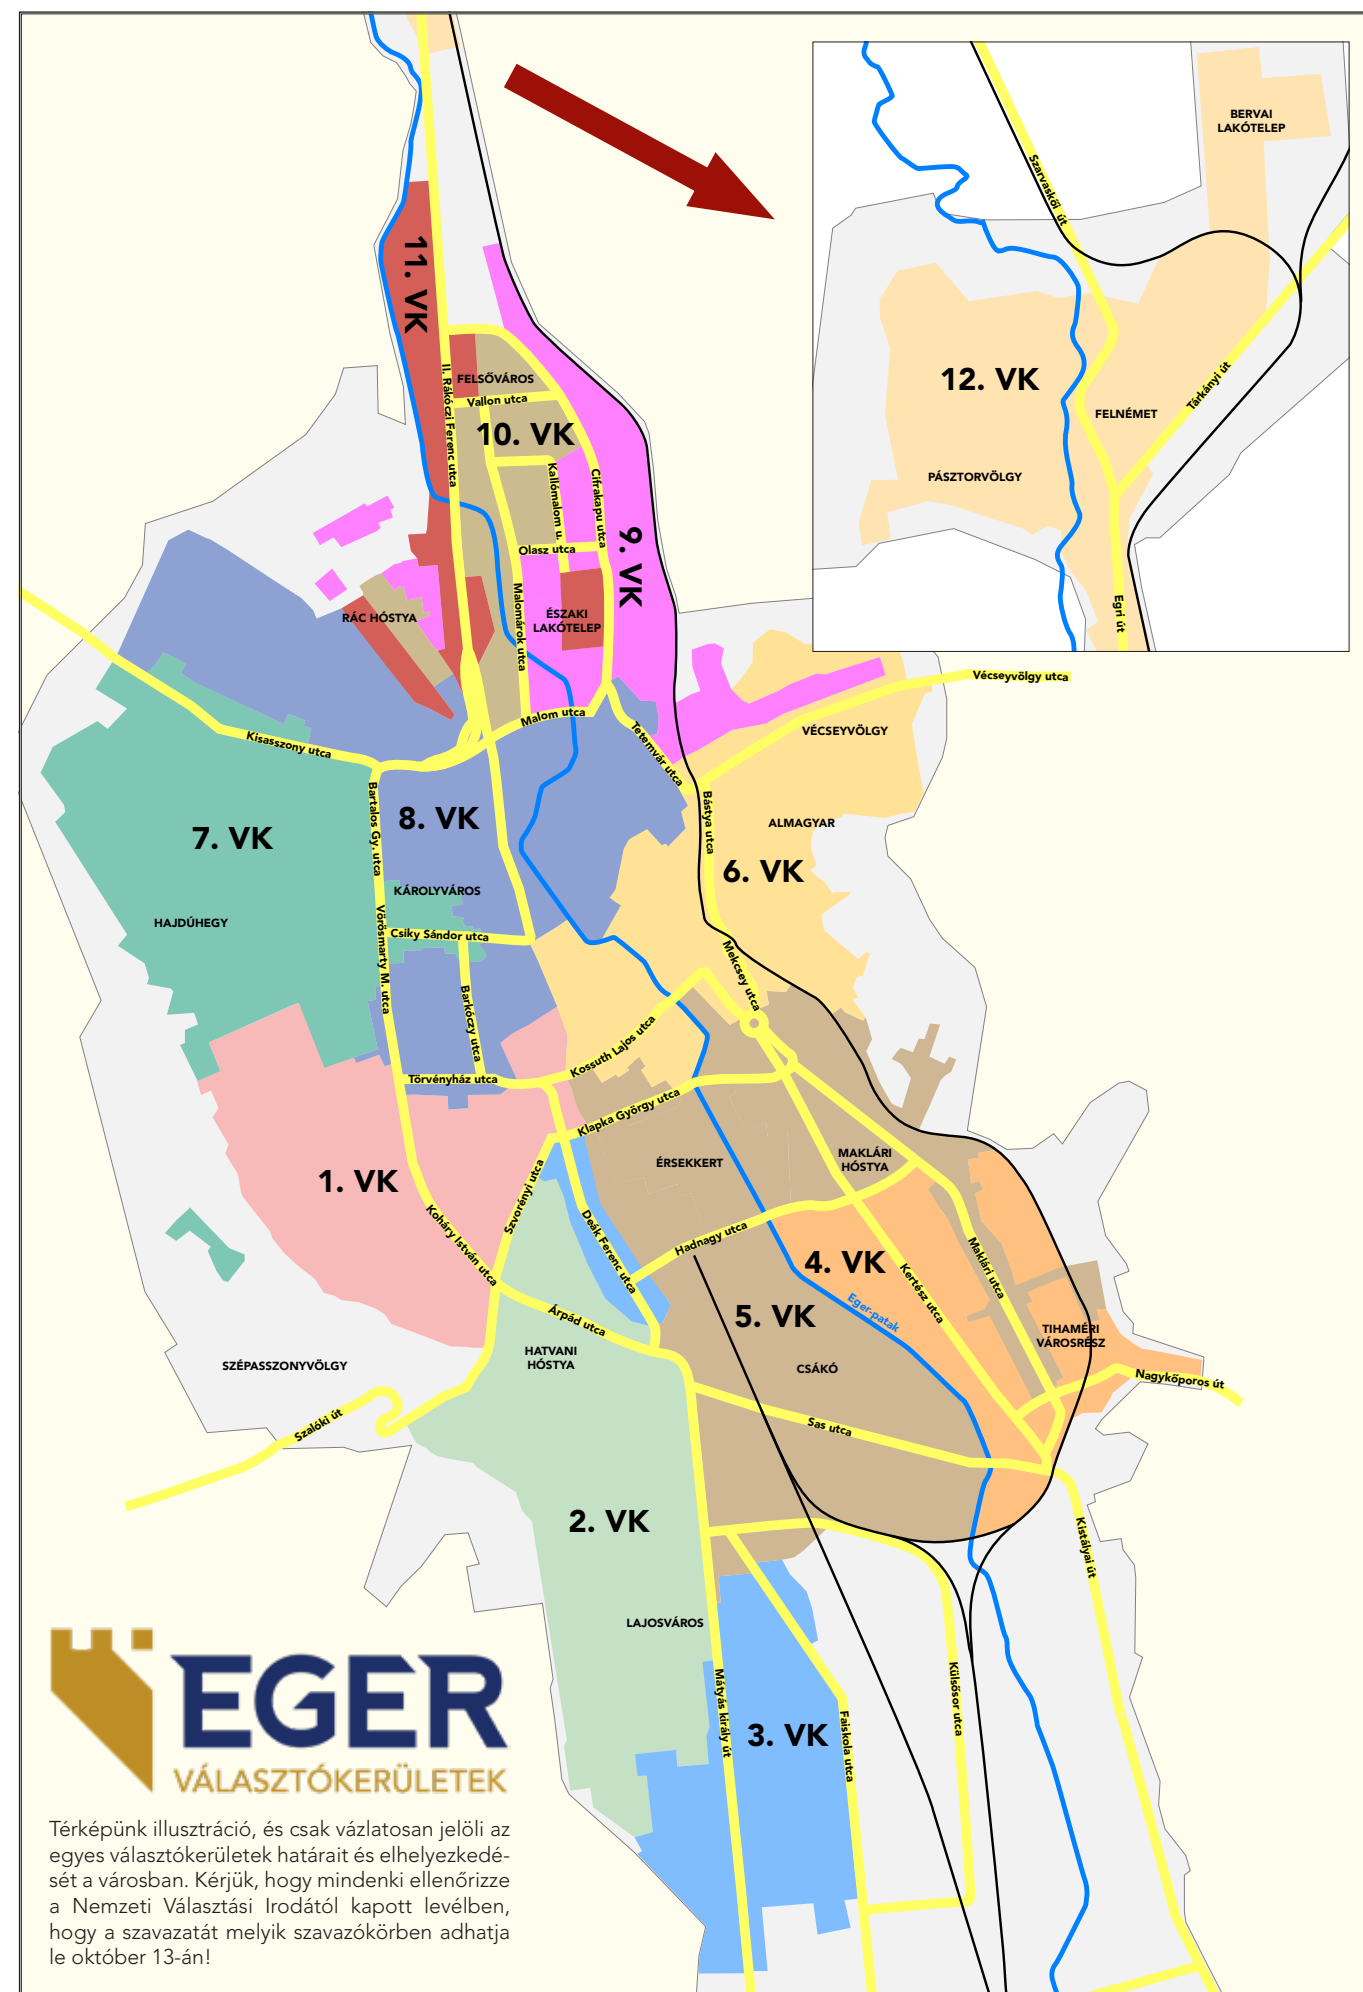 BERVAI
LAKÓTELEP
Szarvaskői út
12. VK
FELNÉMET
Tárkányi út
PÁSZTORVÖLGY
Egri út
11. VK
II. Rákóczi Ferenc utca
FELSŐVÁROS
Vallon utca
10. VK
Kallómalom u.
Cifrakapu utca
9. VK
Olasz utca
Malomárok utca
ÉSZAKI
LAKÓTELEP
RÁC HÓSTYA
Malom utca
Tetemvár utca
Vécseyvölgy utca
VÉCSEYVÖLGY
Kisasszony utca
Bartalos Gy. utca
8. VK
7. VK
Bástya utca
ALMAGYAR
6. VK
KÁROLYVÁROS
HAJDÚHEGY
Vörösmarty M. utca
Csiky Sándor utca
Barkóczy utca
Mekcsey utca
Kossuth Lajos utca
Törvényház utca
Klapka György utca
ÉRSEKKERT
MAKLÁRI
HÓSTYA
1. VK
Szvorényi utca
Koháry István utca
Deák Ferenc utca
Hadnagy utca
4. VK
Kertész utca
Maklári utca
Eger-patak
5. VK
TIHAMÉRI
VÁROSRÉSZ
Árpád utca
HATVANI
HÓSTYA
SZÉPASSZONYVÖLGY
CSÁKÓ
Nagykőporos út
Szalóki út
Sas utca
2. VK
Kistályai út
LAJOSVÁROS
Mátyás király út
3. VK
Faiskola utca
Külsősor utca
EGER
VÁLASZTÓKERÜLETEK
Térképünk illusztráció, és csak vázlatosan jelöli az
egyes választókerületek határait és elhelyezkedé-
sét a városban. Kérjük, hogy mindenki ellenőrizze
a Nemzeti Választási Irodától kapott levélben,
hogy a szavazatát melyik szavazókörben adhatja
le október 13-án!